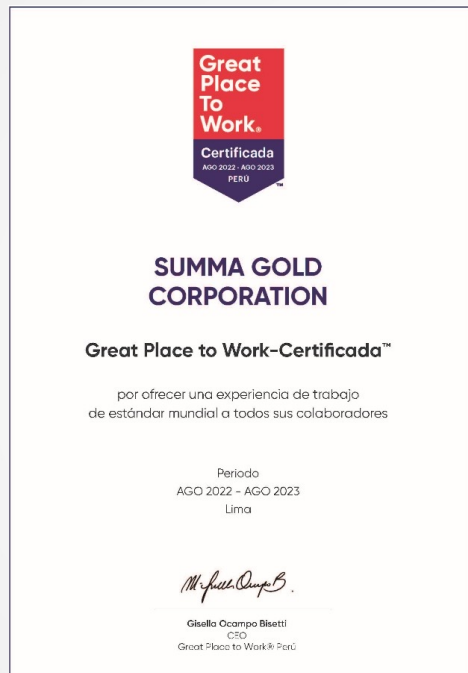 Great
Place
To
Work®
Certificada
AGO 2022 - AGO 2023
PERÚ
™
SUMMA GOLD
CORPORATION
Great Place to Work-Certificada™
por ofrecer una experiencia de trabajo
de estándar mundial a todos sus colaboradores
Periodo
AGO 2022 - AGO 2023
Lima
Gisella Ocampo Bisetti
CEO
Great Place to Work® Perú